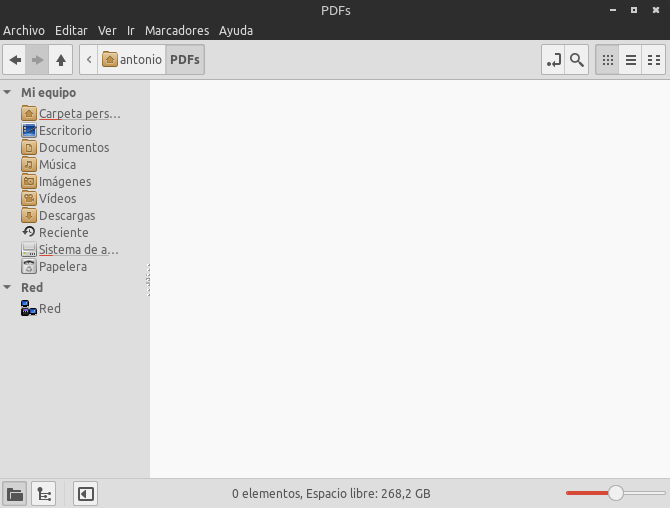 PDFs
Archivo Editar Ver Ir Marcadores Ayuda
antonio PDFs
Mi equipo
Carpeta pers...
Escritorio
Documentos
Música
Imágenes
Vídeos
Descargas
Reciente
Sistema de a...
Papelera
Red
Red
0 elementos, Espacio libre: 268,2 GB